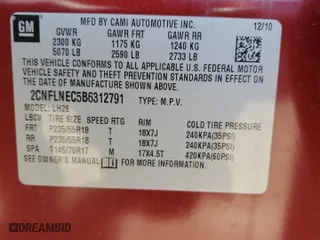 GM
MFD BY CAMI AUTOMOTIVE INC. 12/10
GVWR GAWR FRT GAWR RR
2300 KG 1175 KG 1240 KG
5070 LB 2590 LB 2733 LB
THIS VEHICLE CONFORMS TO ALL APPLICABLE U.S. FEDERAL MOTOR
VEHICLE SAFETY STANDARDS IN EFFECT ON THE DATE OF
MANUFACTURE SHOWN ABOVE.
2CNFLNEC5B6312791 TYPE: M.P.V.
MODEL: LH26
LBCV TIRE SIZE SPEED RTG RIM COLD TIRE PRESSURE
FRT P235/55R18 T 18X7J 240KPA(35PSI)
RR P235/55R18 T 18X7J 240KPA(35PSI)
SPA T145/70R17 M 17X4.5T 420KPA(60PSI)
SEE OWNER'S MANUAL FOR ADDITIONAL INFORMATION.
DREAMBID